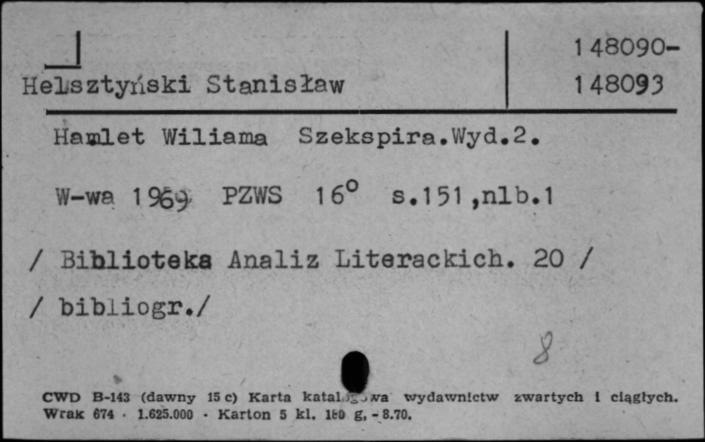 148090-
Helsztyński Stanisław 148093
Hamlet Wiliama Szekspira.Wyd.2.
W-wa 1969 PZWS 16° s.151,nlb.1
/ Biblioteka Analiz Literackich. 20 /
/ bibliogr./
8
CWD B-143 (dawny 15 c) Karta katalogowa wydawnictw zwartych i ciągłych.
Wrak 674 · 1.625.000 · Karton 5 kl. 180 g. - 8.70.